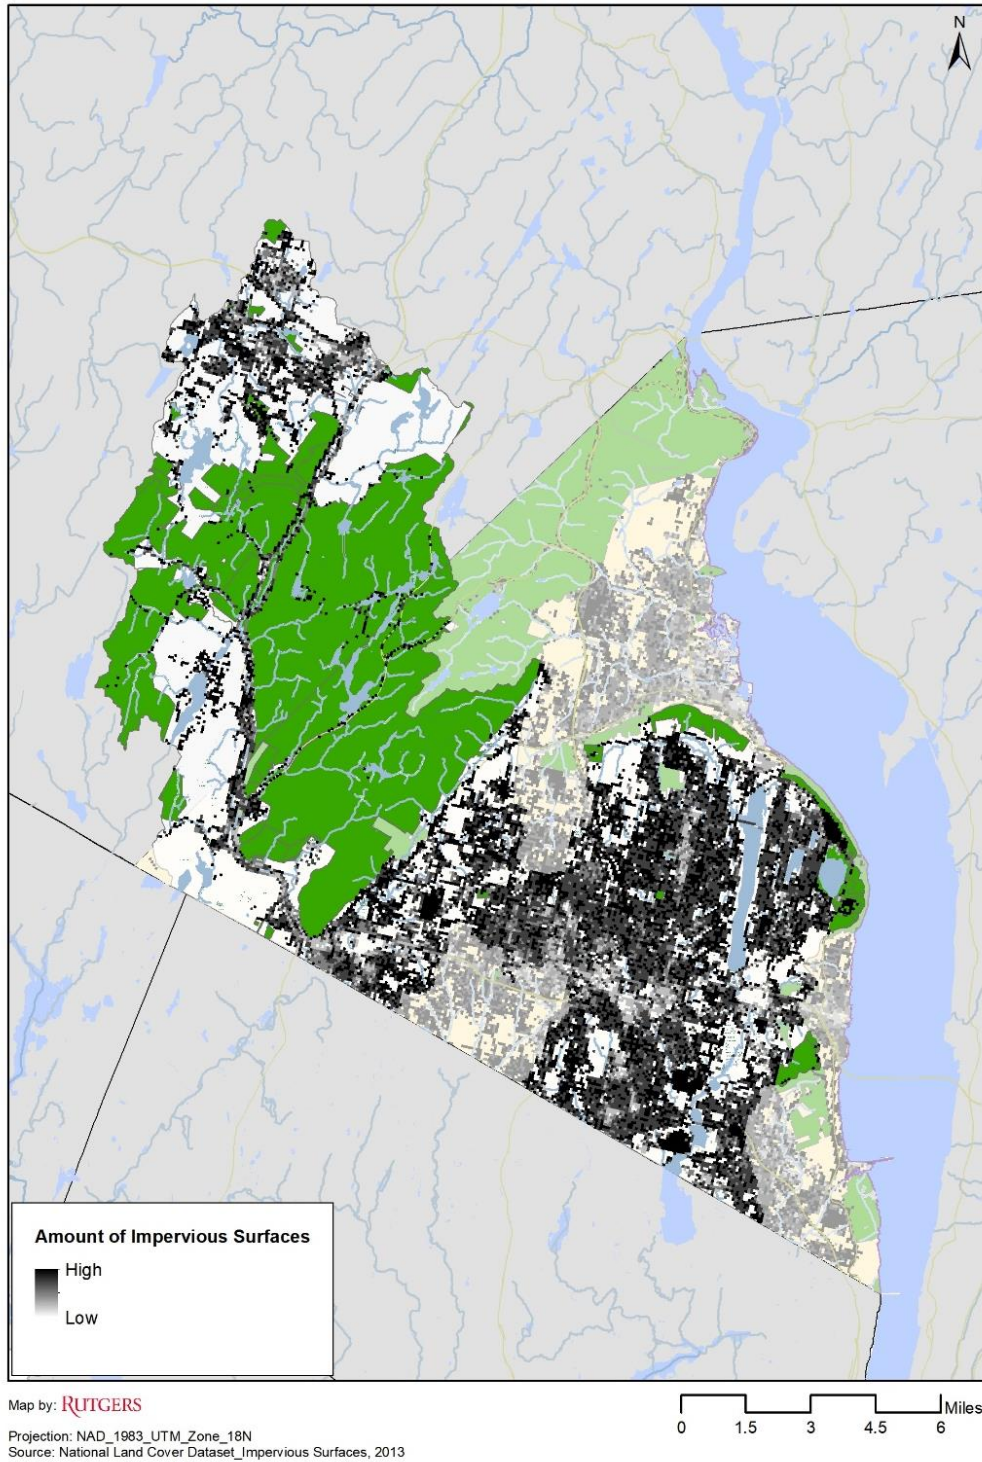 N
Amount of Impervious Surfaces
High
Low
Map by: RUTGERS
Projection: NAD_1983_UTM_Zone_18N
Source: National Land Cover Dataset_Impervious Surfaces, 2013
Miles
0 1.5 3 4.5 6